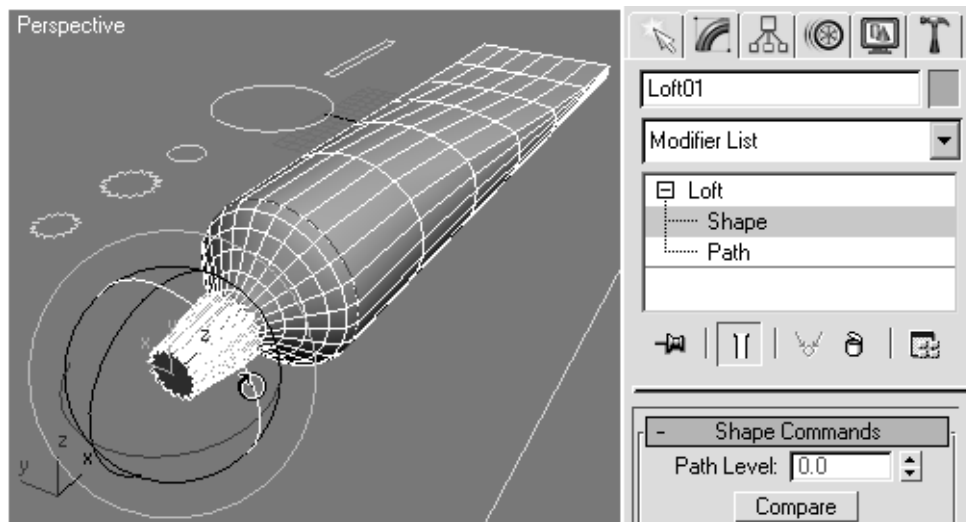 Perspective
Loft01
Modifier List
Loft
Shape
Path
- Shape Commands
Path Level: 0.0
Compare
z
x
z
y
x